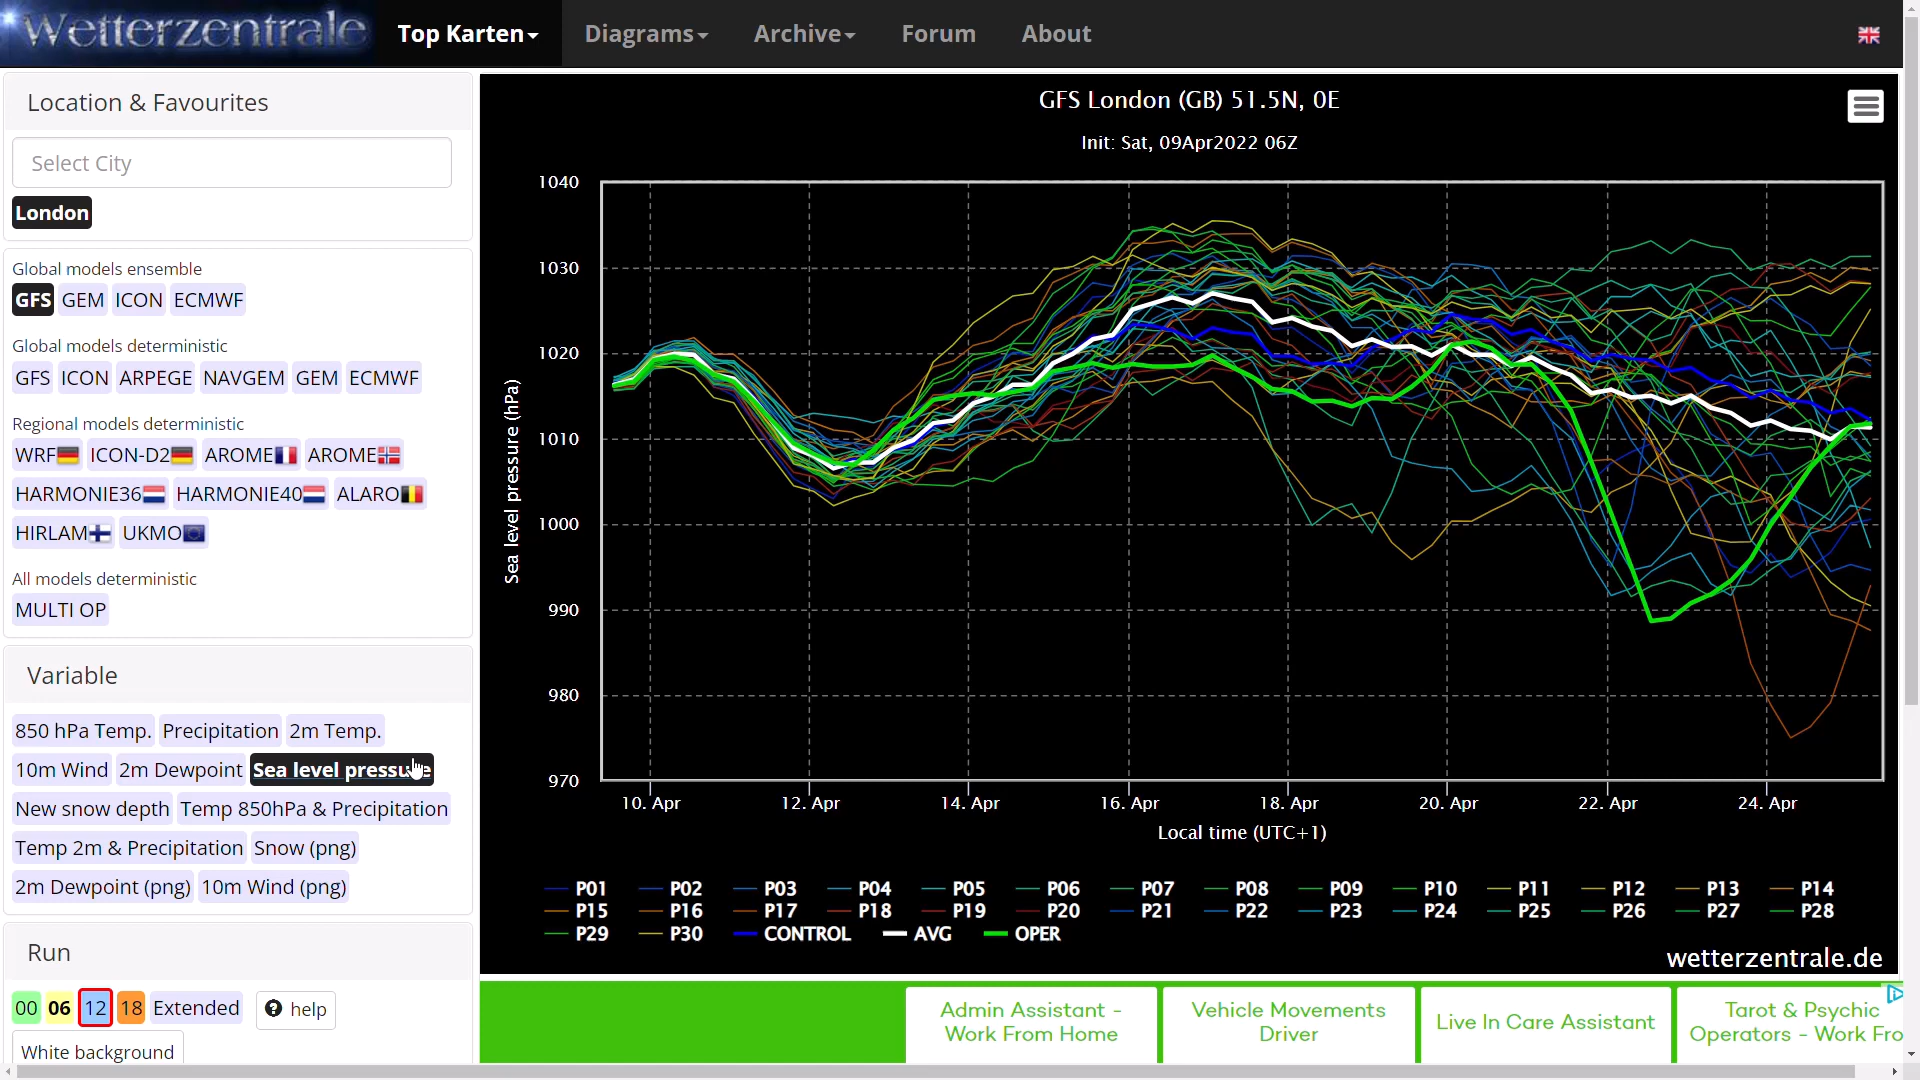 Wetterzentrale
Top Karten
Diagrams
Archive
Forum
About
Location & Favourites
Select City
London
Global models ensemble
GFS GEM ICON ECMWF
Global models deterministic
GFS ICON ARPEGE NAVGEM GEM ECMWF
Regional models deterministic
WRF ICON-D2 AROME AROME
HARMONIE36 HARMONIE40 ALARO
HIRLAM UKMO
All models deterministic
MULTI OP
Variable
850 hPa Temp. Precipitation 2m Temp.
10m Wind 2m Dewpoint Sea level pressure
New snow depth Temp 850hPa & Precipitation
Temp 2m & Precipitation Snow (png)
2m Dewpoint (png) 10m Wind (png)
Run
00 06 12 18 Extended help
White background
GFS London (GB) 51.5N, 0E
Init: Sat, 09Apr2022 06Z
1040
1030
1020
1010
1000
990
980
970
Sea level pressure (hPa)
10. Apr 12. Apr 14. Apr 16. Apr 18. Apr 20. Apr 22. Apr 24. Apr
Local time (UTC+1)
P01 P02 P03 P04 P05 P06 P07 P08 P09 P10 P11 P12 P13 P14
P15 P16 P17 P18 P19 P20 P21 P22 P23 P24 P25 P26 P27 P28
P29 P30 CONTROL AVG OPER
wetterzentrale.de
Admin Assistant -
Work From Home
Vehicle Movements
Driver
Live In Care Assistant
Tarot & Psychic
Operators - Work Fro